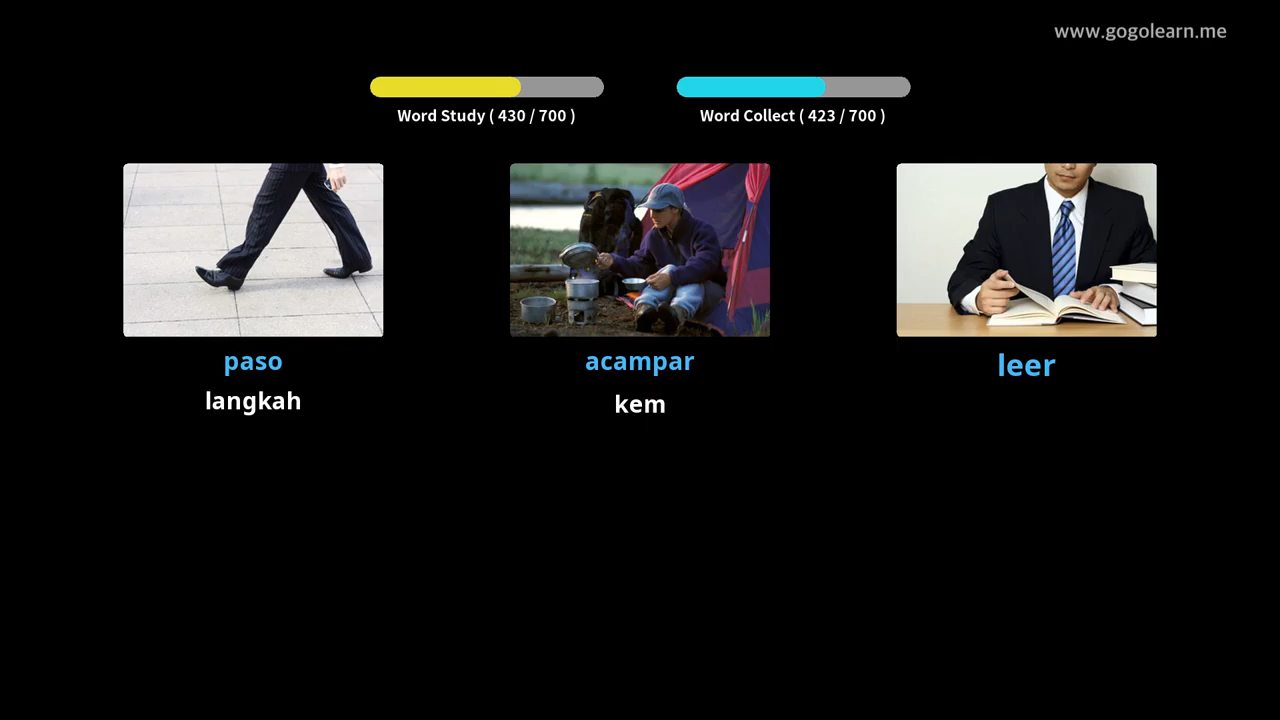 www.gogolearn.me
Word Study ( 430 / 700 )
Word Collect ( 423 / 700 )
paso
langkah
acampar
kem
leer